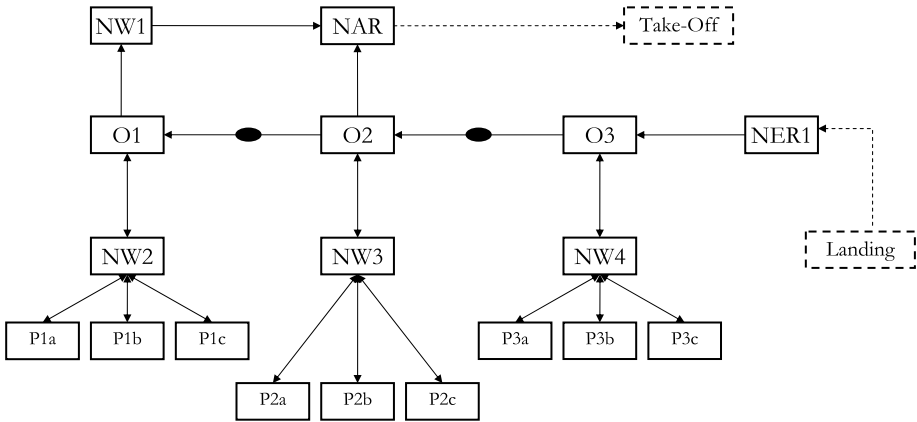 NW1
NAR
Take-Off
O1
O2
O3
NER1
NW2
NW3
NW4
Landing
P1a
P1b
P1c
P3a
P3b
P3c
P2a
P2b
P2c